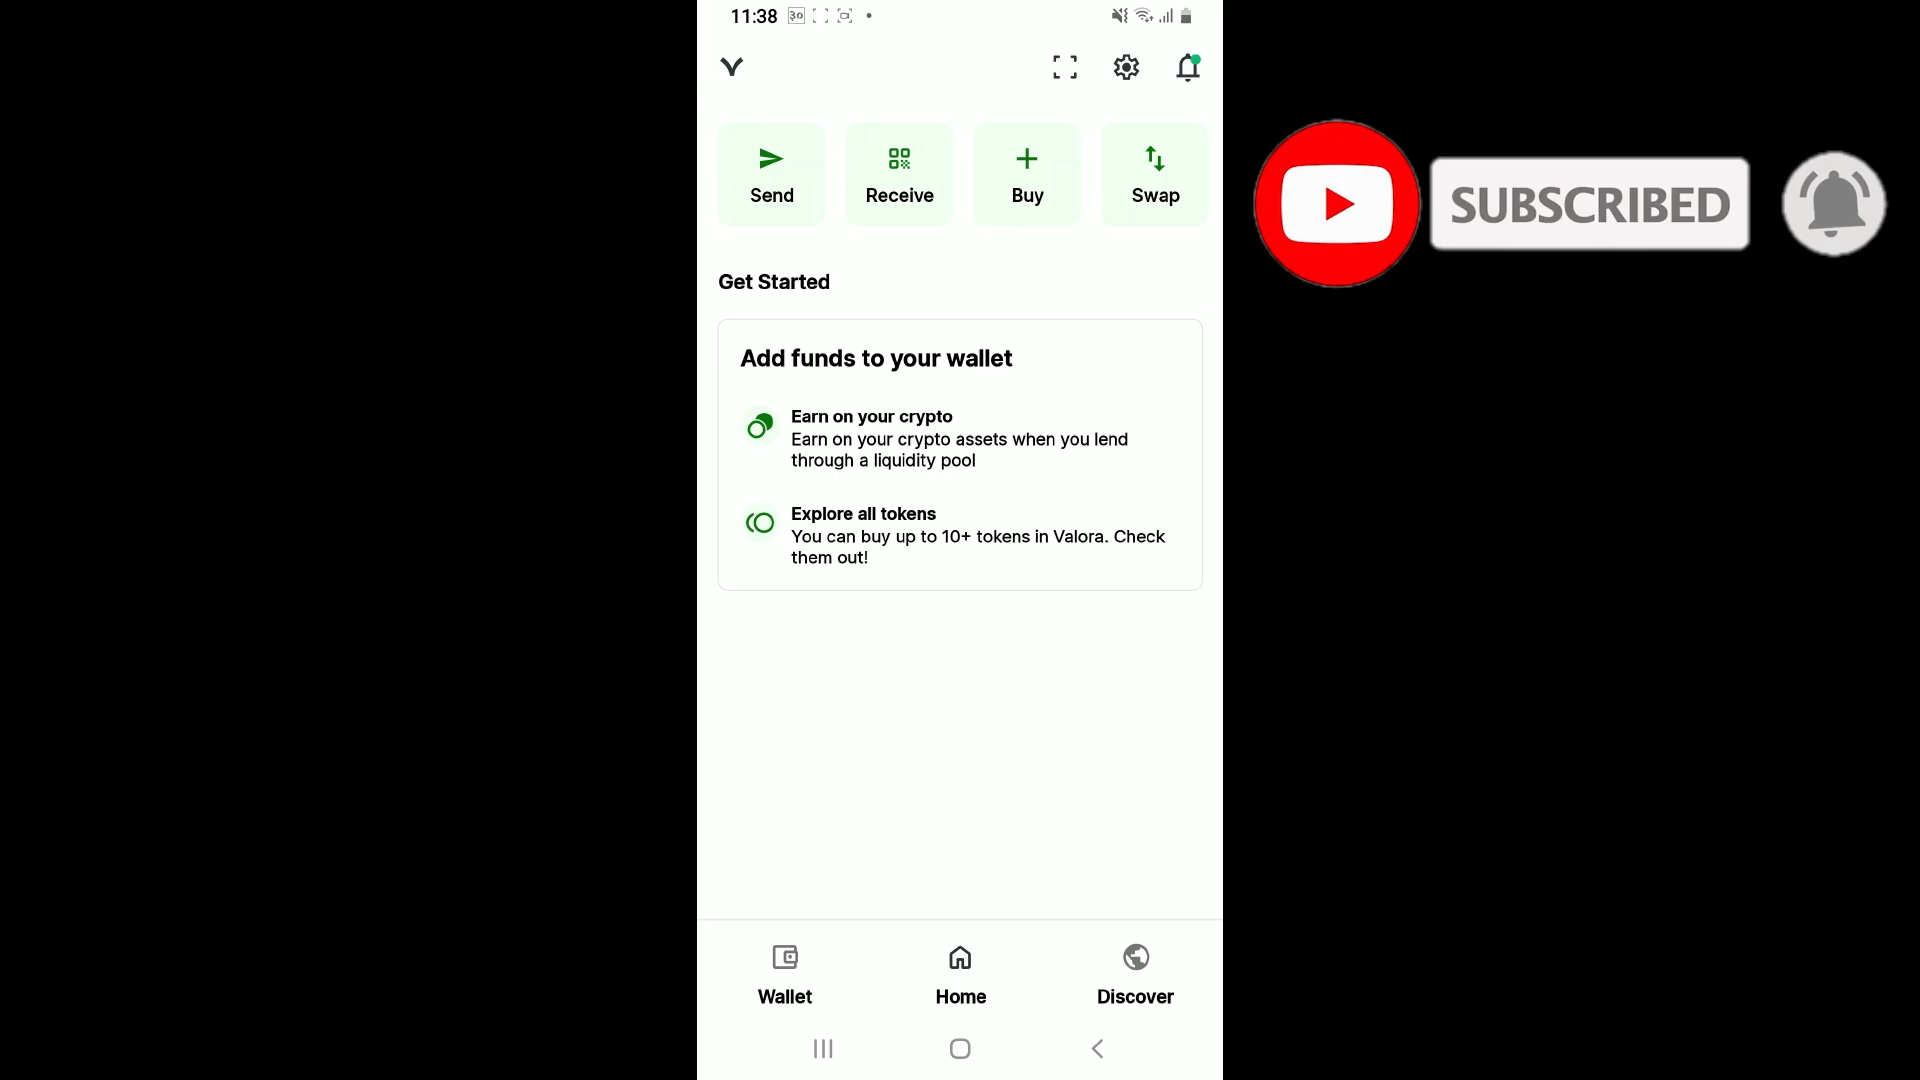 11:38
Send
Receive
Buy
Swap
SUBSCRIBED
Get Started
Add funds to your wallet
Earn on your crypto
Earn on your crypto assets when you lend
through a liquidity pool
Explore all tokens
You can buy up to 10+ tokens in Valora. Check
them out!
Wallet
Home
Discover